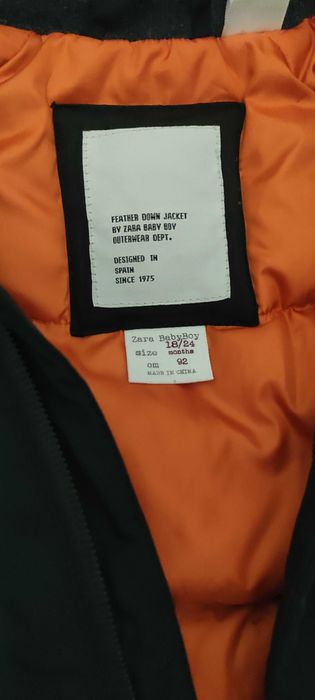 FEATHER DOWN JACKET
BY ZARA BABY BOY
OUTERWEAR DEPT.
DESIGNED IN
SPAIN
SINCE 1975
Zara BabyBoy
size 18/24 months
cm 92
MADE IN CHINA